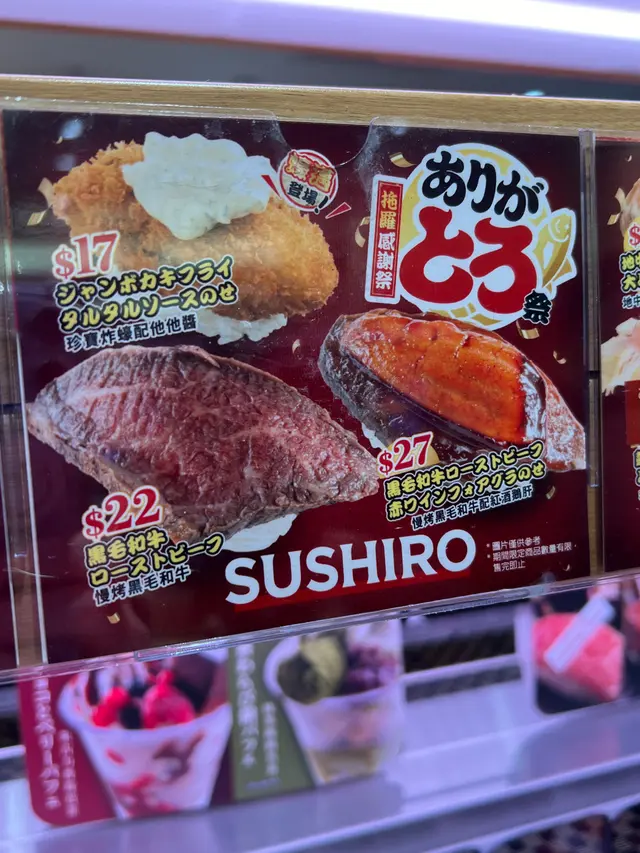 登場!
ありが
とろ
祭
拖羅感謝祭
$17
ジャンボカキフライ
タルタルソースのせ
珍寶炸蠔配他他醬
$27
黒毛和牛ローストビーフ
赤ワインフォアグラのせ
慢烤黑毛和牛配紅酒鵝肝
$22
黒毛和牛
ローストビーフ
慢烤黑毛和牛
SUSHIRO
*圖片僅供參考
*期間限定商品數量有限,
售完即止